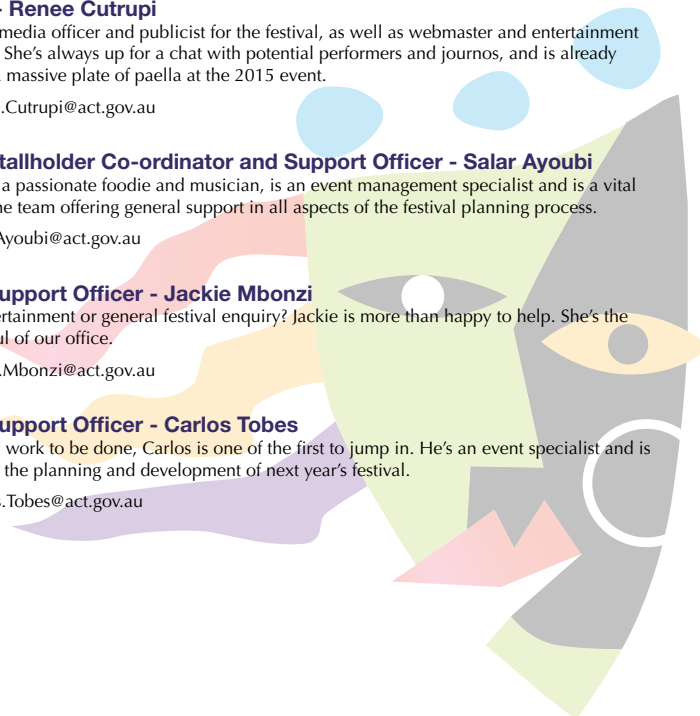 - Renee Cutrupi
media officer and publicist for the festival, as well as webmaster and entertainment
She's always up for a chat with potential performers and journos, and is already
massive plate of paella at the 2015 event.
.Cutrupi@act.gov.au
tallholder Co-ordinator and Support Officer - Salar Ayoubi
a passionate foodie and musician, is an event management specialist and is a vital
ne team offering general support in all aspects of the festival planning process.
Ayoubi@act.gov.au
upport Officer - Jackie Mbonzi
ertainment or general festival enquiry? Jackie is more than happy to help. She's the
ul of our office.
.Mbonzi@act.gov.au
upport Officer - Carlos Tobes
work to be done, Carlos is one of the first to jump in. He's an event specialist and is
the planning and development of next year's festival.
s.Tobes@act.gov.au